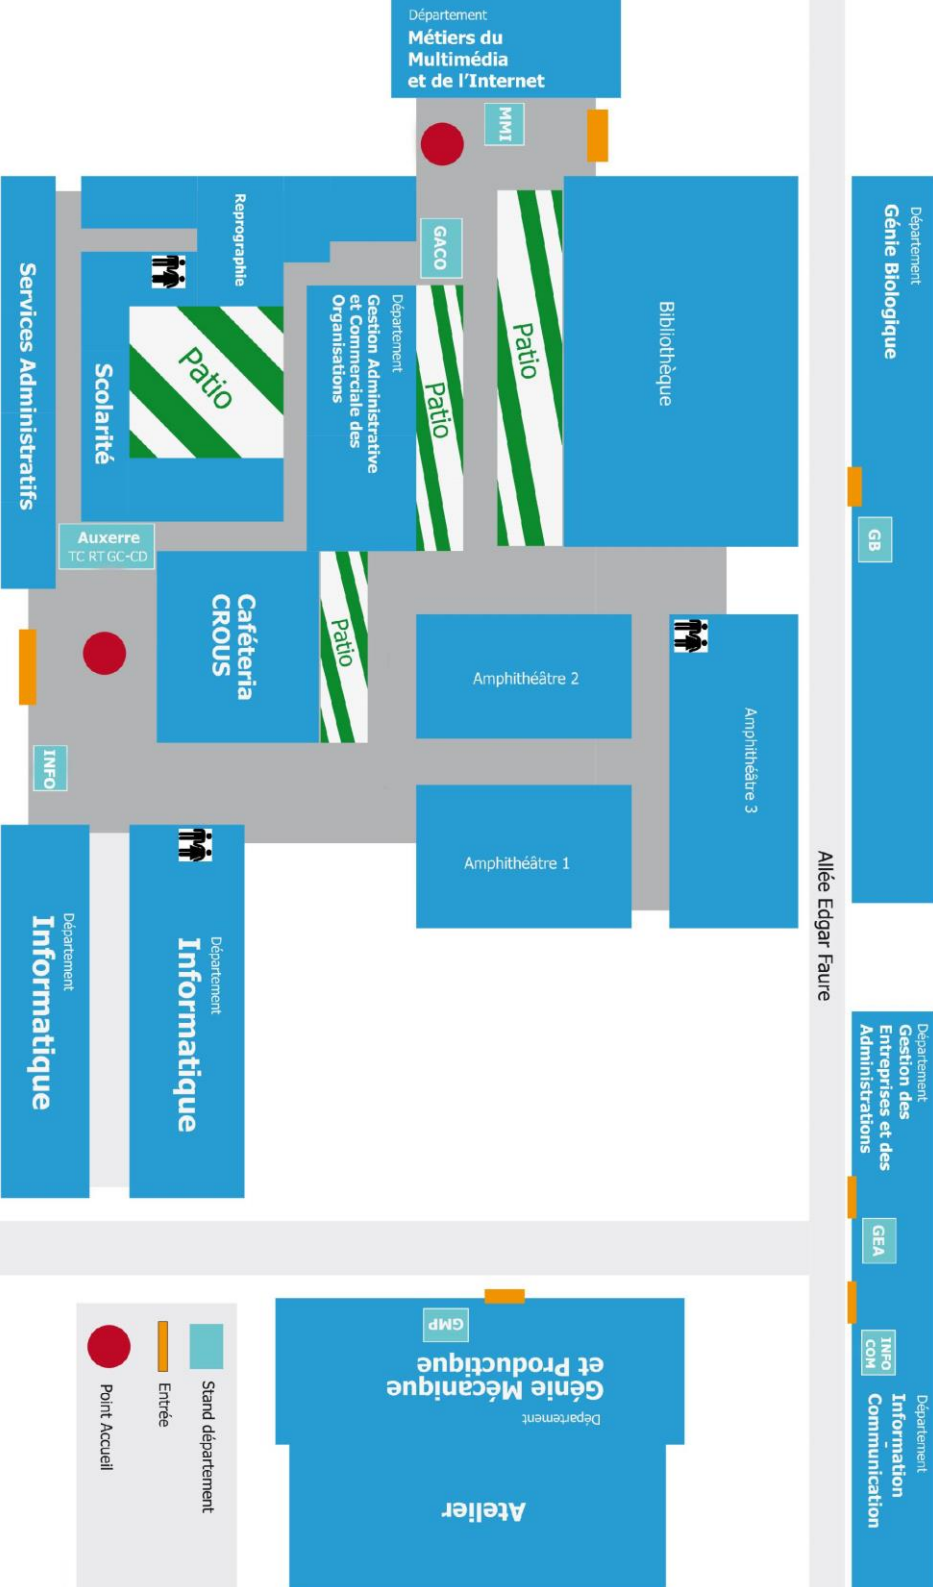 Département
Métiers du
Multimédia
et de l'Internet
MMI
Département
Génie Biologique
GB
Reprographie
GACO
Patio
Bibliothèque
Services Administratifs
Scolarité
Patio
Département
Gestion Administrative
et Commerciale des
Organisations
Patio
Auxerre
TC RT GC-CD
Caféteria
CROUS
Patio
Amphithéâtre 2
Amphithéâtre 3
INFO
Amphithéâtre 1
Allée Edgar Faure
Département
Informatique
Département
Informatique
Département
Gestion des
Entreprises et des
Administrations
GEA
INFO
COM
Département
Information
-
Communication
GMP
Département
Génie Mécanique
et Productique
Atelier
Stand département
Entrée
Point Accueil